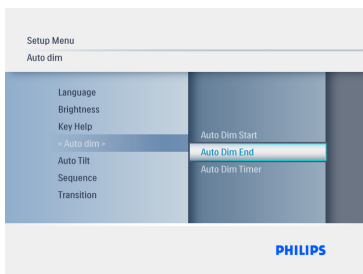 Setup Menu
Auto dim
Language
Brightness
Key Help
« Auto dim »
Auto Tilt
Sequence
Transition
Auto Dim Start
Auto Dim End
Auto Dim Timer
PHILIPS